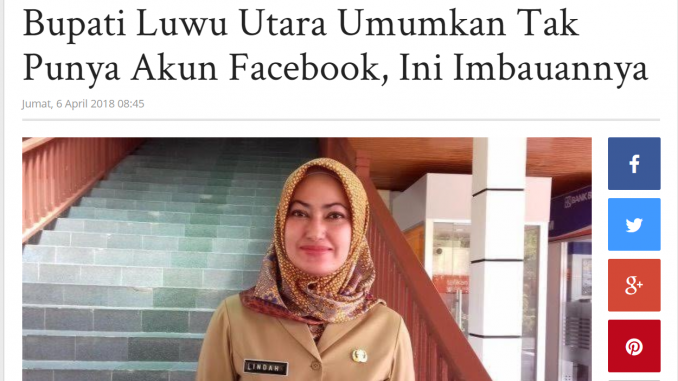 Bupati Luwu Utara Umumkan Tak
Punya Akun Facebook, Ini Imbauannya
Jumat, 6 April 2018 08:45
LINDAH